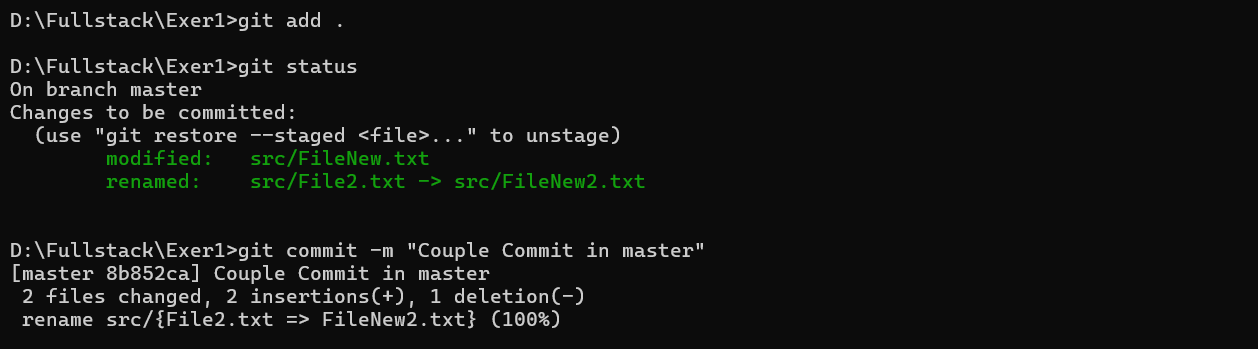 D:\Fullstack\Exer1>git add .
D:\Fullstack\Exer1>git status
On branch master
Changes to be committed:
  (use "git restore --staged <file>..." to unstage)
        modified:   src/FileNew.txt
        renamed:    src/File2.txt -> src/FileNew2.txt
D:\Fullstack\Exer1>git commit -m "Couple Commit in master"
[master 8b852ca] Couple Commit in master
 2 files changed, 2 insertions(+), 1 deletion(-)
 rename src/{File2.txt => FileNew2.txt} (100%)